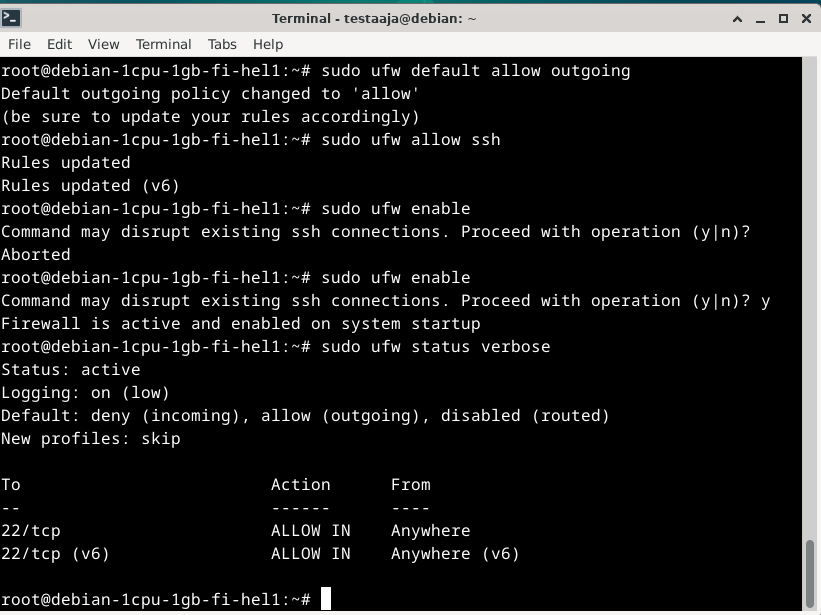 Terminal - testaaja@debian: ~
File Edit View Terminal Tabs Help
root@debian-1cpu-1gb-fi-hel1:~# sudo ufw default allow outgoing
Default outgoing policy changed to 'allow'
(be sure to update your rules accordingly)
root@debian-1cpu-1gb-fi-hel1:~# sudo ufw allow ssh
Rules updated
Rules updated (v6)
root@debian-1cpu-1gb-fi-hel1:~# sudo ufw enable
Command may disrupt existing ssh connections. Proceed with operation (y|n)?
Aborted
root@debian-1cpu-1gb-fi-hel1:~# sudo ufw enable
Command may disrupt existing ssh connections. Proceed with operation (y|n)? y
Firewall is active and enabled on system startup
root@debian-1cpu-1gb-fi-hel1:~# sudo ufw status verbose
Status: active
Logging: on (low)
Default: deny (incoming), allow (outgoing), disabled (routed)
New profiles: skip
To                         Action      From
--                         ------      ----
22/tcp                     ALLOW IN    Anywhere
22/tcp (v6)                ALLOW IN    Anywhere (v6)
root@debian-1cpu-1gb-fi-hel1:~#